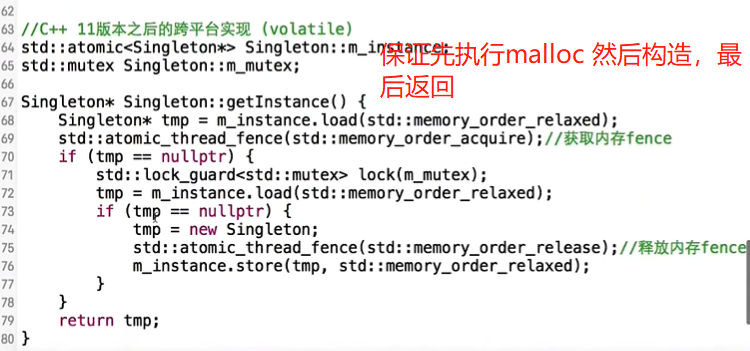 62
63 //C++ 11版本之后的跨平台实现 (volatile)
64 std::atomic<Singleton*> Singleton::m_instance;
65 std::mutex Singleton::m_mutex;
保证先执行malloc 然后构造，最
后返回
66
67 Singleton* Singleton::getInstance() {
68     Singleton* tmp = m_instance.load(std::memory_order_relaxed);
69     std::atomic_thread_fence(std::memory_order_acquire);//获取内存fence
70     if (tmp == nullptr) {
71         std::lock_guard<std::mutex> lock(m_mutex);
72         tmp = m_instance.load(std::memory_order_relaxed);
73         if (tmp == nullptr) {
74             tmp = new Singleton;
75             std::atomic_thread_fence(std::memory_order_release);//释放内存fence
76             m_instance.store(tmp, std::memory_order_relaxed);
77         }
78     }
79     return tmp;
80 }